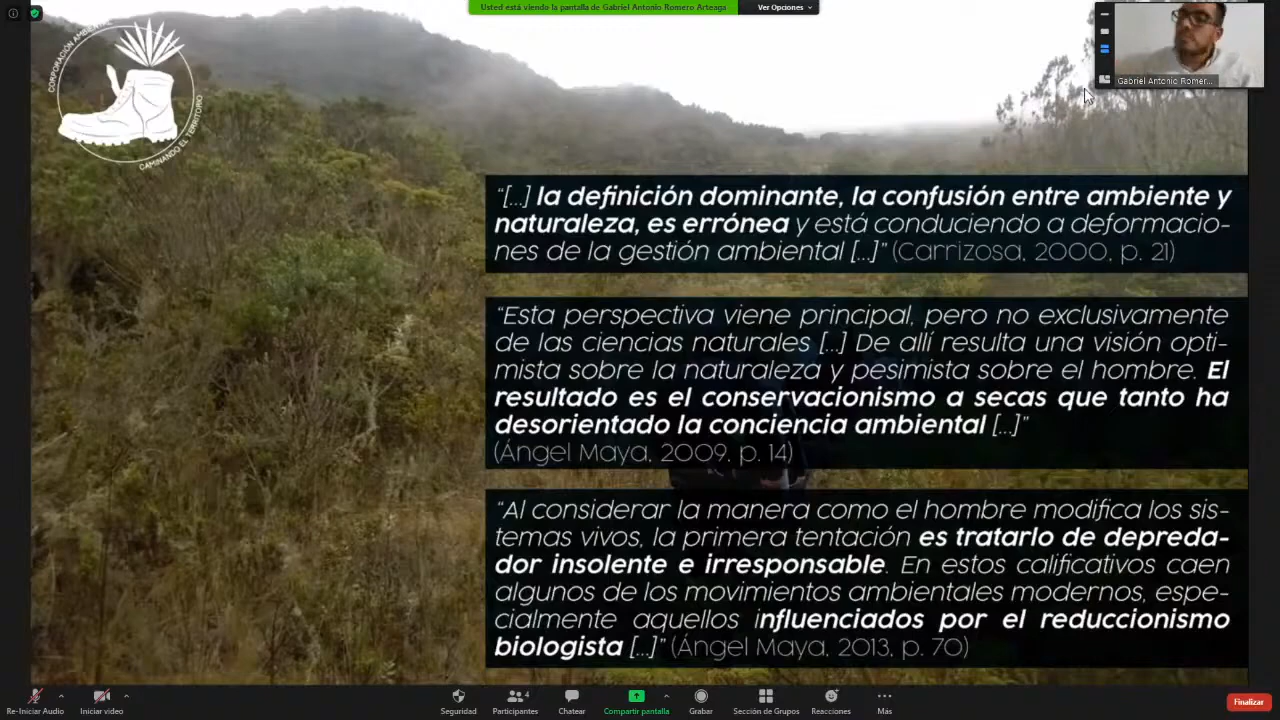 Usted está viendo la pantalla de Gabriel Antonio Romero Arteaga
Ver Opciones
Gabriel Antonio Romer...
CORPORACIÓN AMBIENTAL
CAMINANDO EL TERRITORIO
“[...] la definición dominante, la confusión entre ambiente y
naturaleza, es errónea y está conduciendo a deformacio-
nes de la gestión ambiental [...]” (Carrizosa, 2000, p. 21)
“Esta perspectiva viene principal, pero no exclusivamente
de las ciencias naturales [...] De allí resulta una visión opti-
mista sobre la naturaleza y pesimista sobre el hombre. El
resultado es el conservacionismo a secas que tanto ha
desorientado la conciencia ambiental [...]”
(Ángel Maya, 2009, p. 14)
“Al considerar la manera como el hombre modifica los sis-
temas vivos, la primera tentación es tratarlo de depreda-
dor insolente e irresponsable. En estos calificativos caen
algunos de los movimientos ambientales modernos, espe-
cialmente aquellos influenciados por el reduccionismo
biologista [...]” (Ángel Maya, 2013, p. 70)
Re-Iniciar Audio
Iniciar video
Seguridad
4
Participantes
Chatear
Compartir pantalla
Grabar
Sección de Grupos
Reacciones
Más
Finalizar